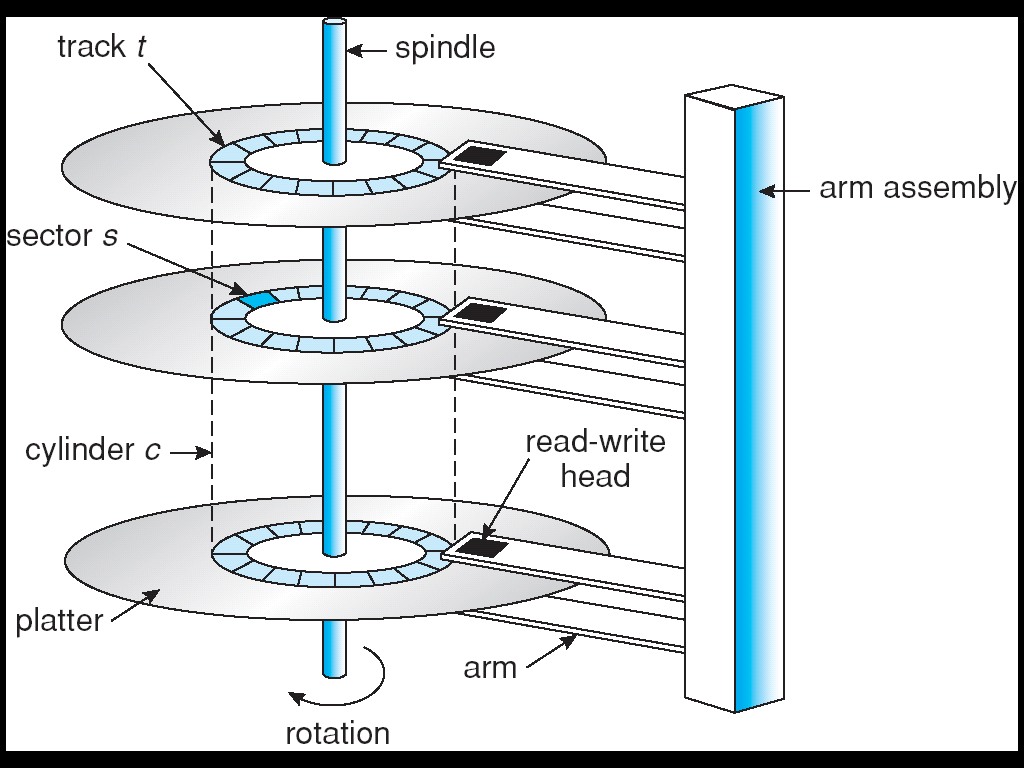 track t
spindle
arm assembly
sector s
cylinder c
read-write
head
platter
arm
rotation